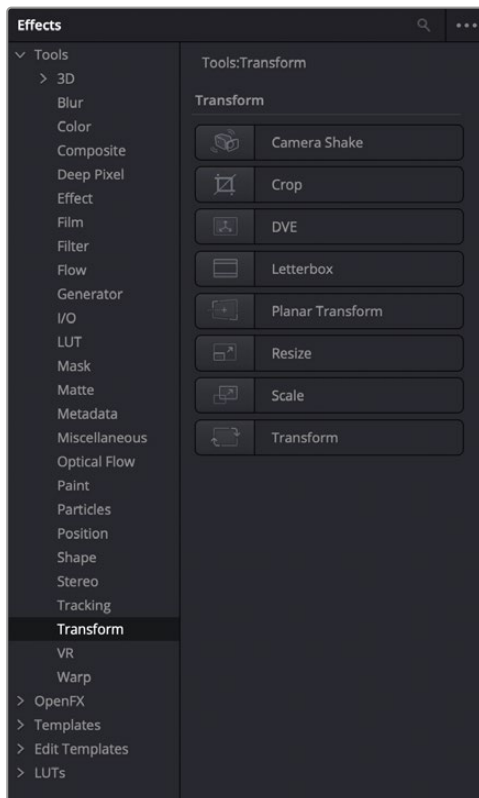 Effects
Tools
3D
Blur
Color
Composite
Deep Pixel
Effect
Film
Filter
Flow
Generator
I/O
LUT
Mask
Matte
Metadata
Miscellaneous
Optical Flow
Paint
Particles
Position
Shape
Stereo
Tracking
Transform
VR
Warp
OpenFX
Templates
Edit Templates
LUTs
Tools:Transform
Transform
Camera Shake
Crop
DVE
Letterbox
Planar Transform
Resize
Scale
Transform